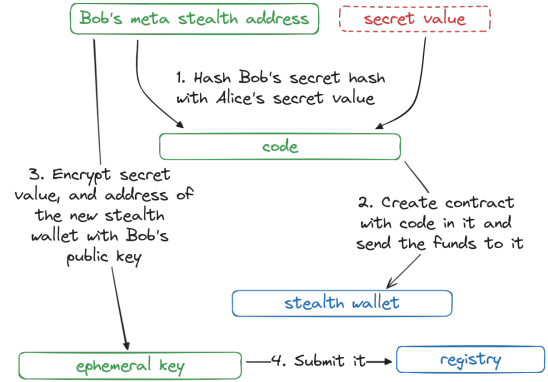 Bob's meta stealth address
secret value
1. Hash Bob's secret hash
with Alice's secret value
code
3. Encrypt secret
value, and address of
the new stealth
wallet with Bob's
public key
2. Create contract
with code in it and
send the funds to it
stealth wallet
ephemeral key
4. Submit it
registry